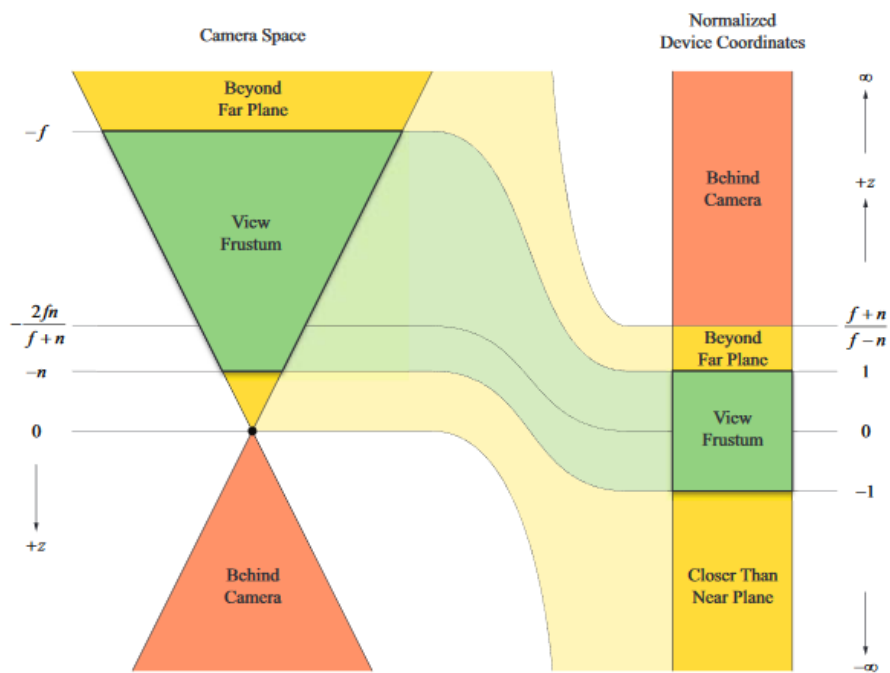 Camera Space
Normalized
Device Coordinates
Beyond
Far Plane
−f
View
Frustum
−2fn/(f + n)
−n
0
+z
Behind
Camera
∞
+z
Behind
Camera
(f + n)/(f − n)
Beyond
Far Plane
1
View
Frustum
0
−1
Closer Than
Near Plane
−∞